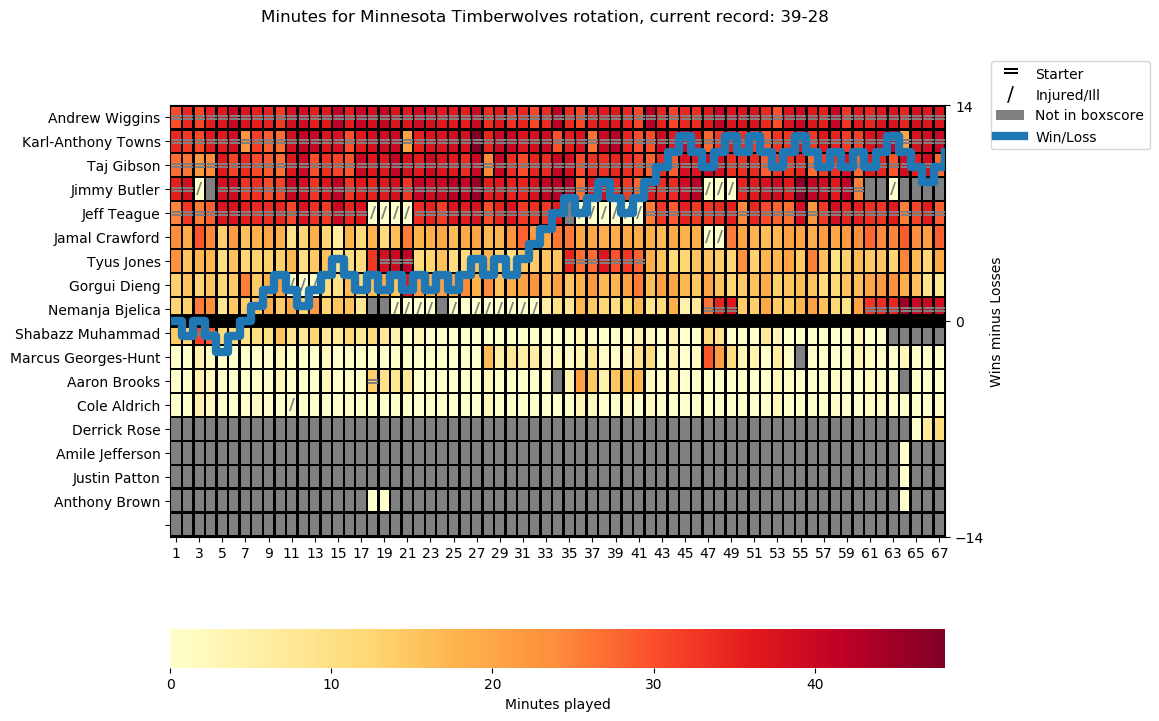 Minutes for Minnesota Timberwolves rotation, current record: 39-28
Starter
Injured/Ill
Not in boxscore
Win/Loss
Andrew Wiggins
Karl-Anthony Towns
Taj Gibson
Jimmy Butler
Jeff Teague
Jamal Crawford
Tyus Jones
Gorgui Dieng
Nemanja Bjelica
Shabazz Muhammad
Marcus Georges-Hunt
Aaron Brooks
Cole Aldrich
Derrick Rose
Amile Jefferson
Justin Patton
Anthony Brown
14
0
−14
Wins minus Losses
1 3 5 7 9 11 13 15 17 19 21 23 25 27 29 31 33 35 37 39 41 43 45 47 49 51 53 55 57 59 61 63 65 67
0 10 20 30 40
Minutes played